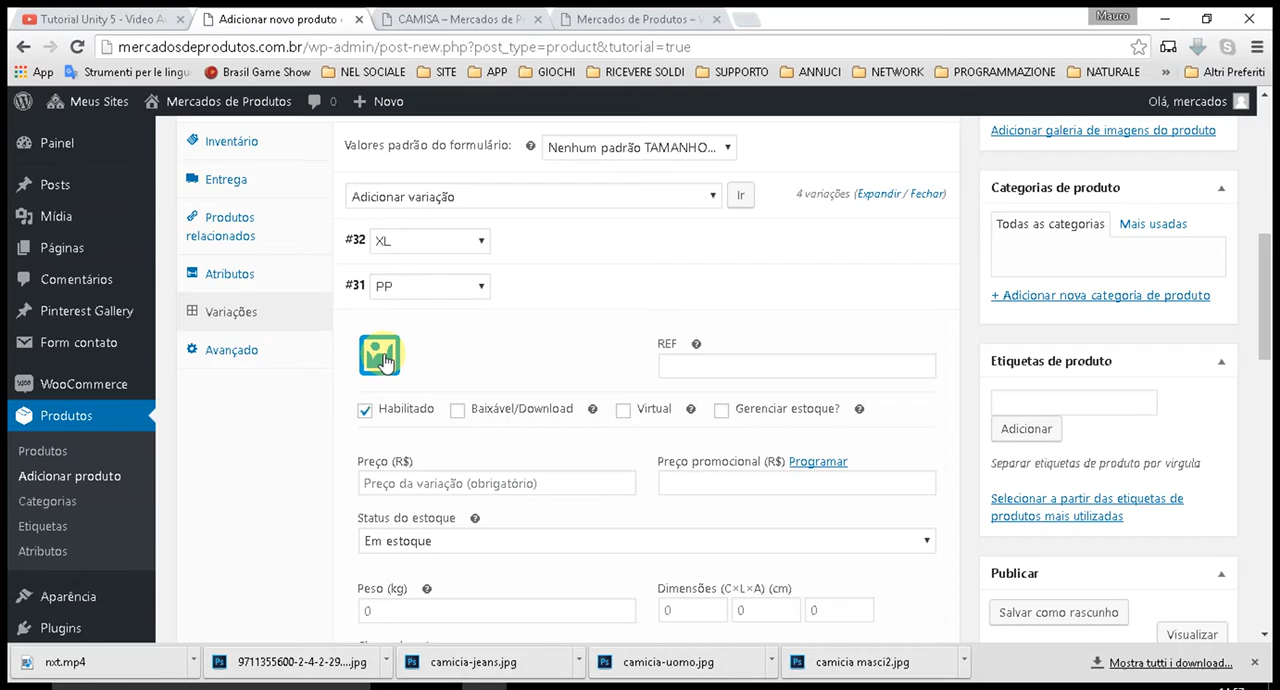 Tutorial Unity 5 - Video A
Adicionar novo produto
CAMISA – Mercados de P
Mercados de Produtos –
Mauro
mercadosdeprodutos.com.br/wp-admin/post-new.php?post_type=product&tutorial=true
App
Strumenti per le lingu
Brasil Game Show
NEL SOCIALE
SITE
APP
GIOCHI
RICEVERE SOLDI
SUPPORTO
ANNUCI
NETWORK
PROGRAMMAZIONE
NATURALE
»
Altri Preferiti
Meus Sites
Mercados de Produtos
0
Novo
Olá, mercados
Painel
Posts
Mídia
Páginas
Comentários
Pinterest Gallery
Form contato
WooCommerce
Produtos
Produtos
Adicionar produto
Categorias
Etiquetas
Atributos
Aparência
Plugins
Inventário
Entrega
Produtos
relacionados
Atributos
Variações
Avançado
Valores padrão do formulário:
Nenhum padrão TAMANHO...
Adicionar variação
Ir
4 variações (Expandir / Fechar)
#32 XL
#31 PP
REF
Habilitado
Baixável/Download
Virtual
Gerenciar estoque?
Preço (R$)
Preço promocional (R$) Programar
Preço da variação (obrigatório)
Status do estoque
Em estoque
Peso (kg)
Dimensões (C×L×A) (cm)
0
0
0
0
Adicionar galeria de imagens do produto
Categorias de produto
Todas as categorias
Mais usadas
+ Adicionar nova categoria de produto
Etiquetas de produto
Adicionar
Separar etiquetas de produto por vírgula
Selecionar a partir das etiquetas de
produtos mais utilizadas
Publicar
Salvar como rascunho
Visualizar
nxt.mp4
9711355600-2-4-2-29....jpg
camicia-jeans.jpg
camicia-uomo.jpg
camicia masci2.jpg
Mostra tutti i download...